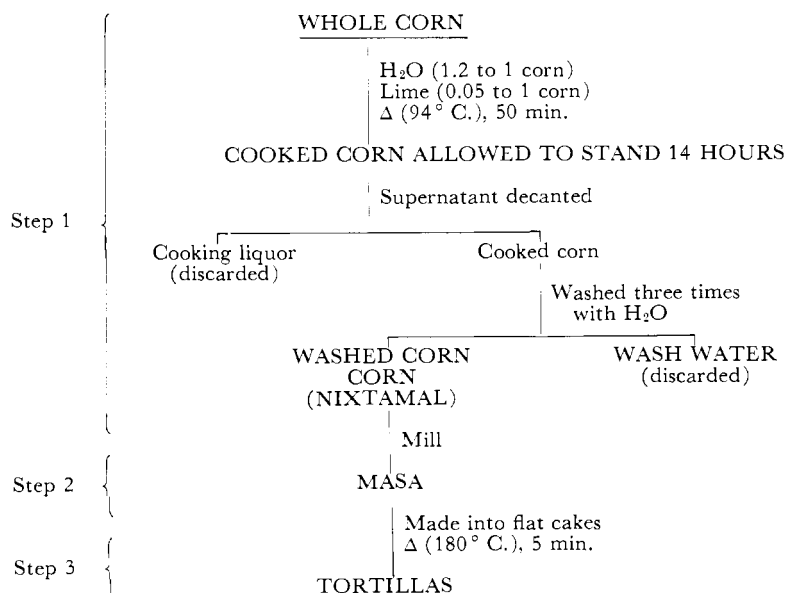 WHOLE CORN
H₂O (1.2 to 1 corn)
Lime (0.05 to 1 corn)
Δ (94° C.), 50 min.
COOKED CORN ALLOWED TO STAND 14 HOURS
Supernatant decanted
Step 1
Cooking liquor
(discarded)
Cooked corn
Washed three times
with H₂O
WASHED CORN
CORN
(NIXTAMAL)
WASH WATER
(discarded)
Mill
Step 2
MASA
Made into flat cakes
Δ (180° C.), 5 min.
Step 3
TORTILLAS